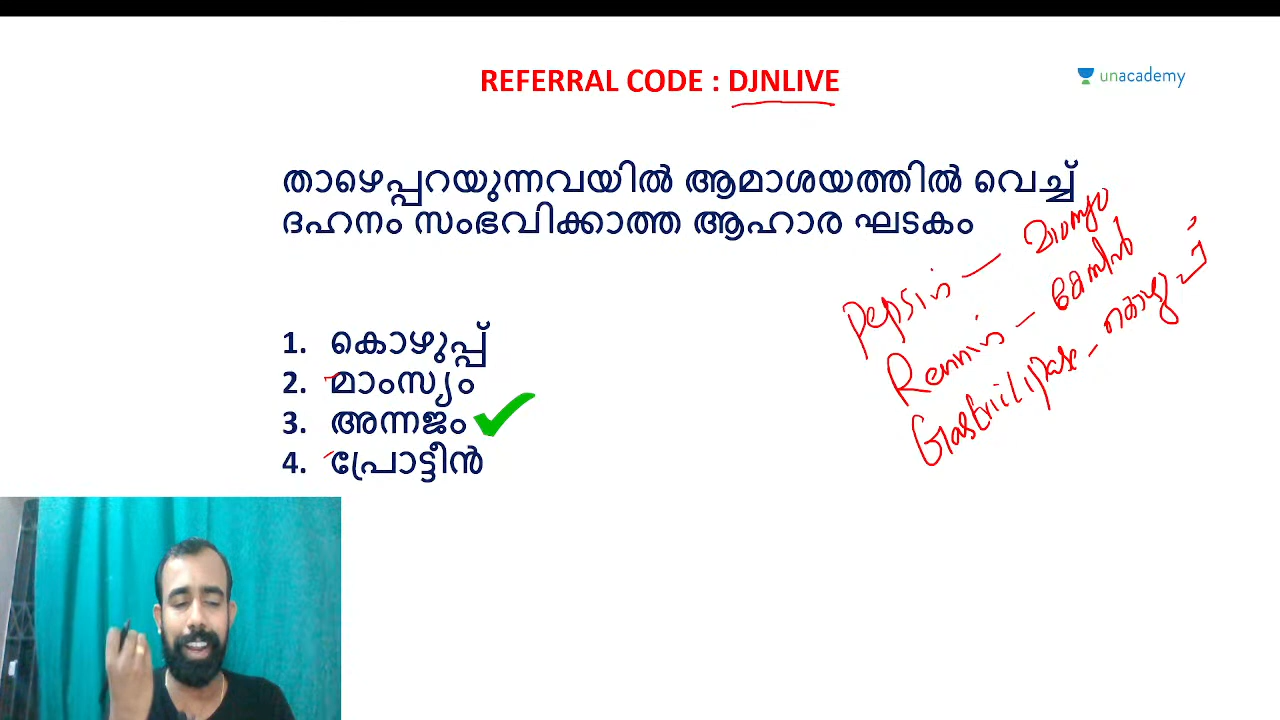 REFERRAL CODE : DJNLIVE
unacademy
താഴെപ്പറയുന്നവയിൽ ആമാശയത്തിൽ വെച്ച്
ദഹനം സംഭവിക്കാത്ത ആഹാര ഘടകം
1. കൊഴുപ്പ്
2. മാംസ്യം
3. അന്നജം
4. പ്രോട്ടീൻ
Pepsin – മാംസ്യം
Rennin – കേസിൻ
കൊഴുപ്പ്